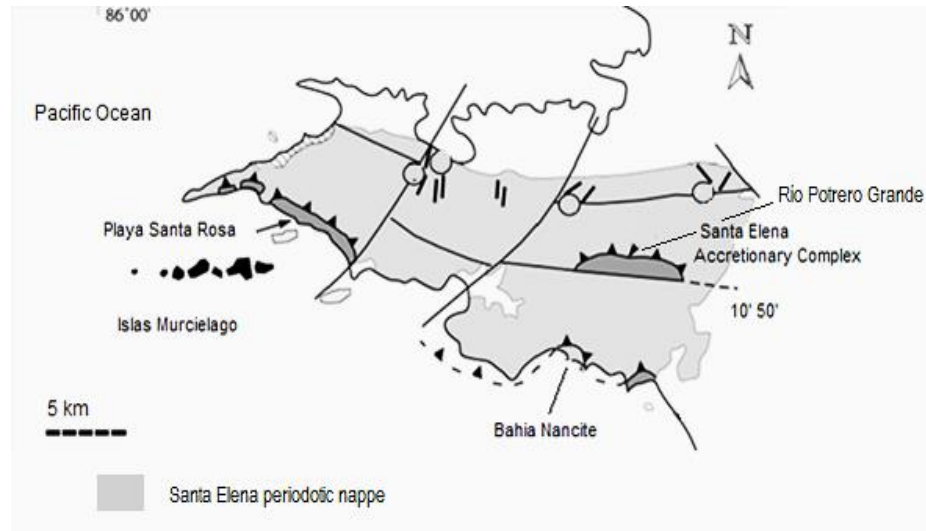 86°00'
N
Pacific Ocean
Río Potrero Grande
Playa Santa Rosa
Santa Elena
Accretionary Complex
10' 50'
Islas Murcielago
5 km
Bahia Nancite
Santa Elena periodotic nappe